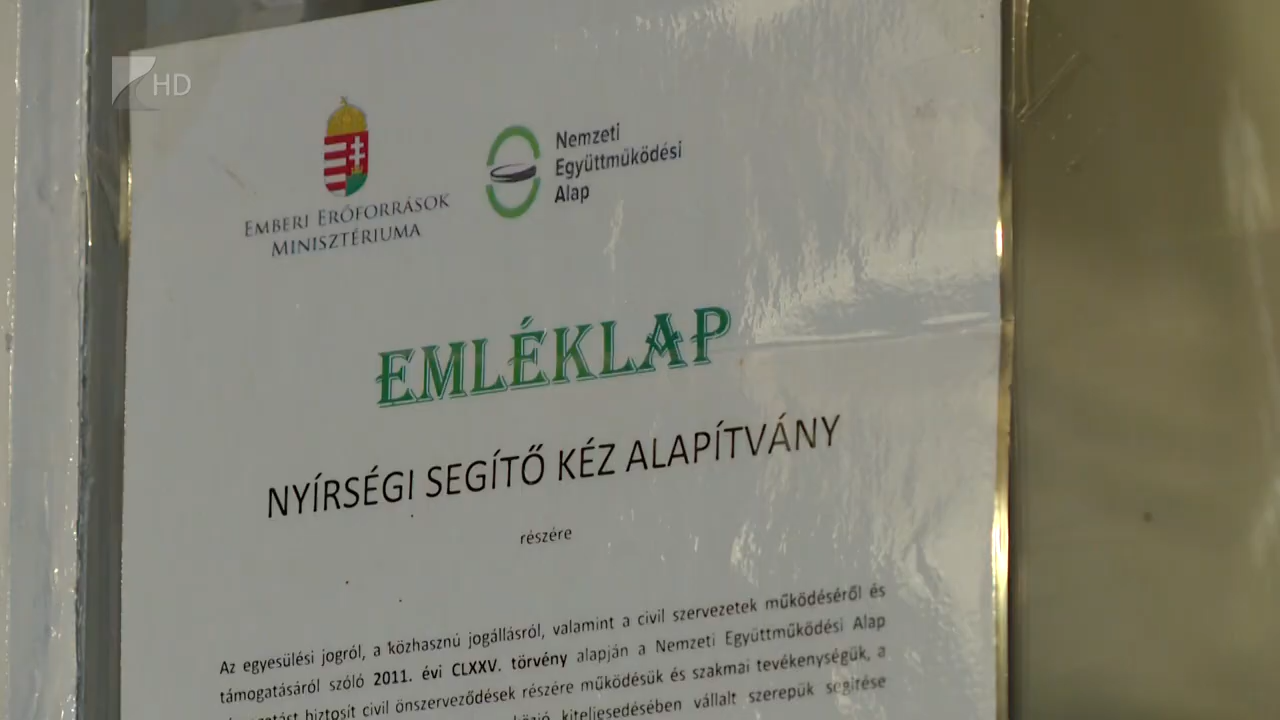 HD
EMBERI ERŐFORRÁSOK
MINISZTÉRIUMA
Nemzeti
Együttműködési
Alap
EMLÉKLAP
NYÍRSÉGI SEGÍTŐ KÉZ ALAPÍTVÁNY
részére
Az egyesülési jogról, a közhasznú jogállásról, valamint a civil szervezetek működéséről és
támogatásáról szóló 2011. évi CLXXV. törvény alapján a Nemzeti Együttműködési Alap
biztosít civil önszerveződések részére működésük és szakmai tevékenységük, a
kiteljesedésében vállalt szerepük segítése